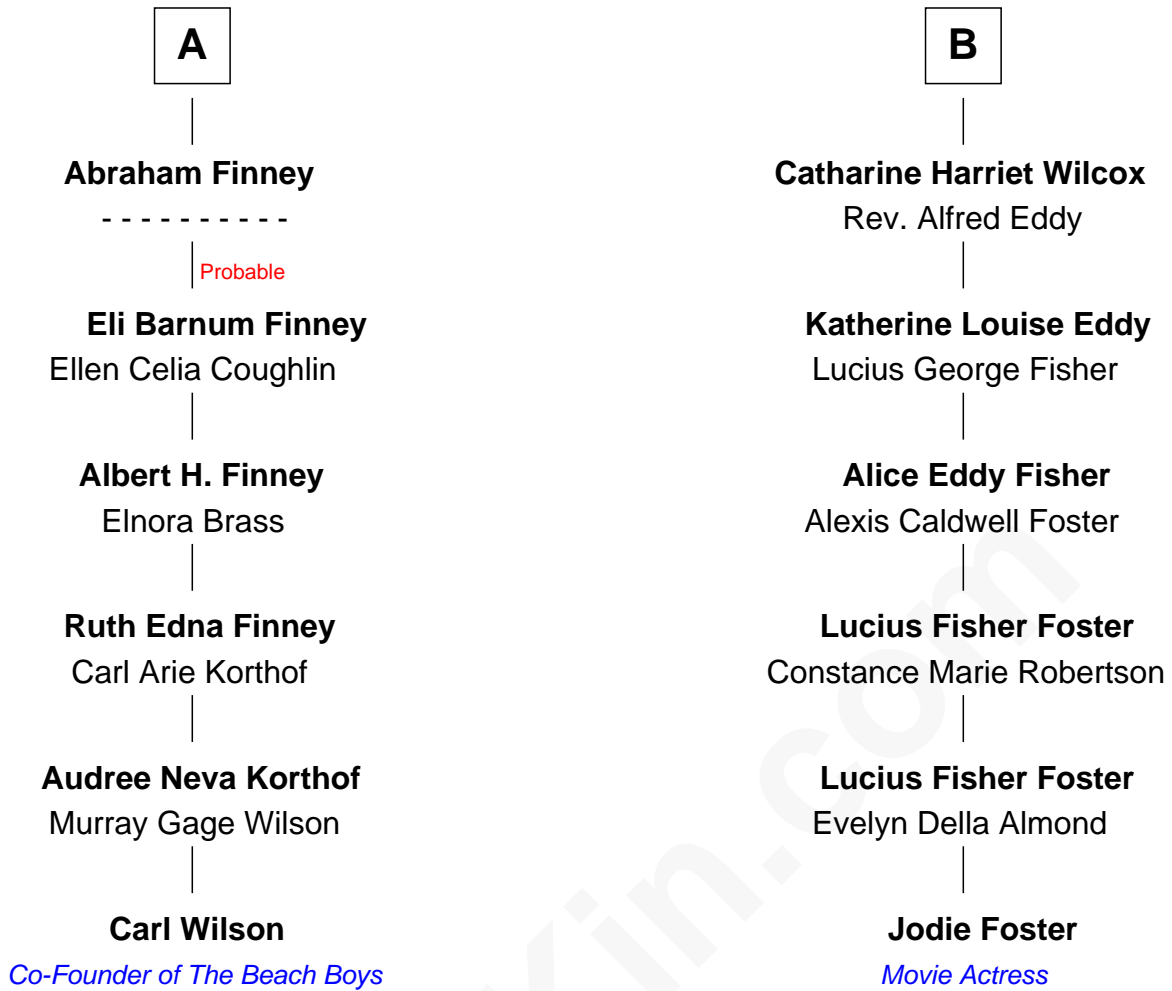 A
Abraham Finney
- - - - - - - - - -
Probable
Eli Barnum Finney
Ellen Celia Coughlin
Albert H. Finney
Elnora Brass
Ruth Edna Finney
Carl Arie Korthof
Audree Neva Korthof
Murray Gage Wilson
Carl Wilson
Co-Founder of The Beach Boys
B
Catharine Harriet Wilcox
Rev. Alfred Eddy
Katherine Louise Eddy
Lucius George Fisher
Alice Eddy Fisher
Alexis Caldwell Foster
Lucius Fisher Foster
Constance Marie Robertson
Lucius Fisher Foster
Evelyn Della Almond
Jodie Foster
Movie Actress
Kin.com